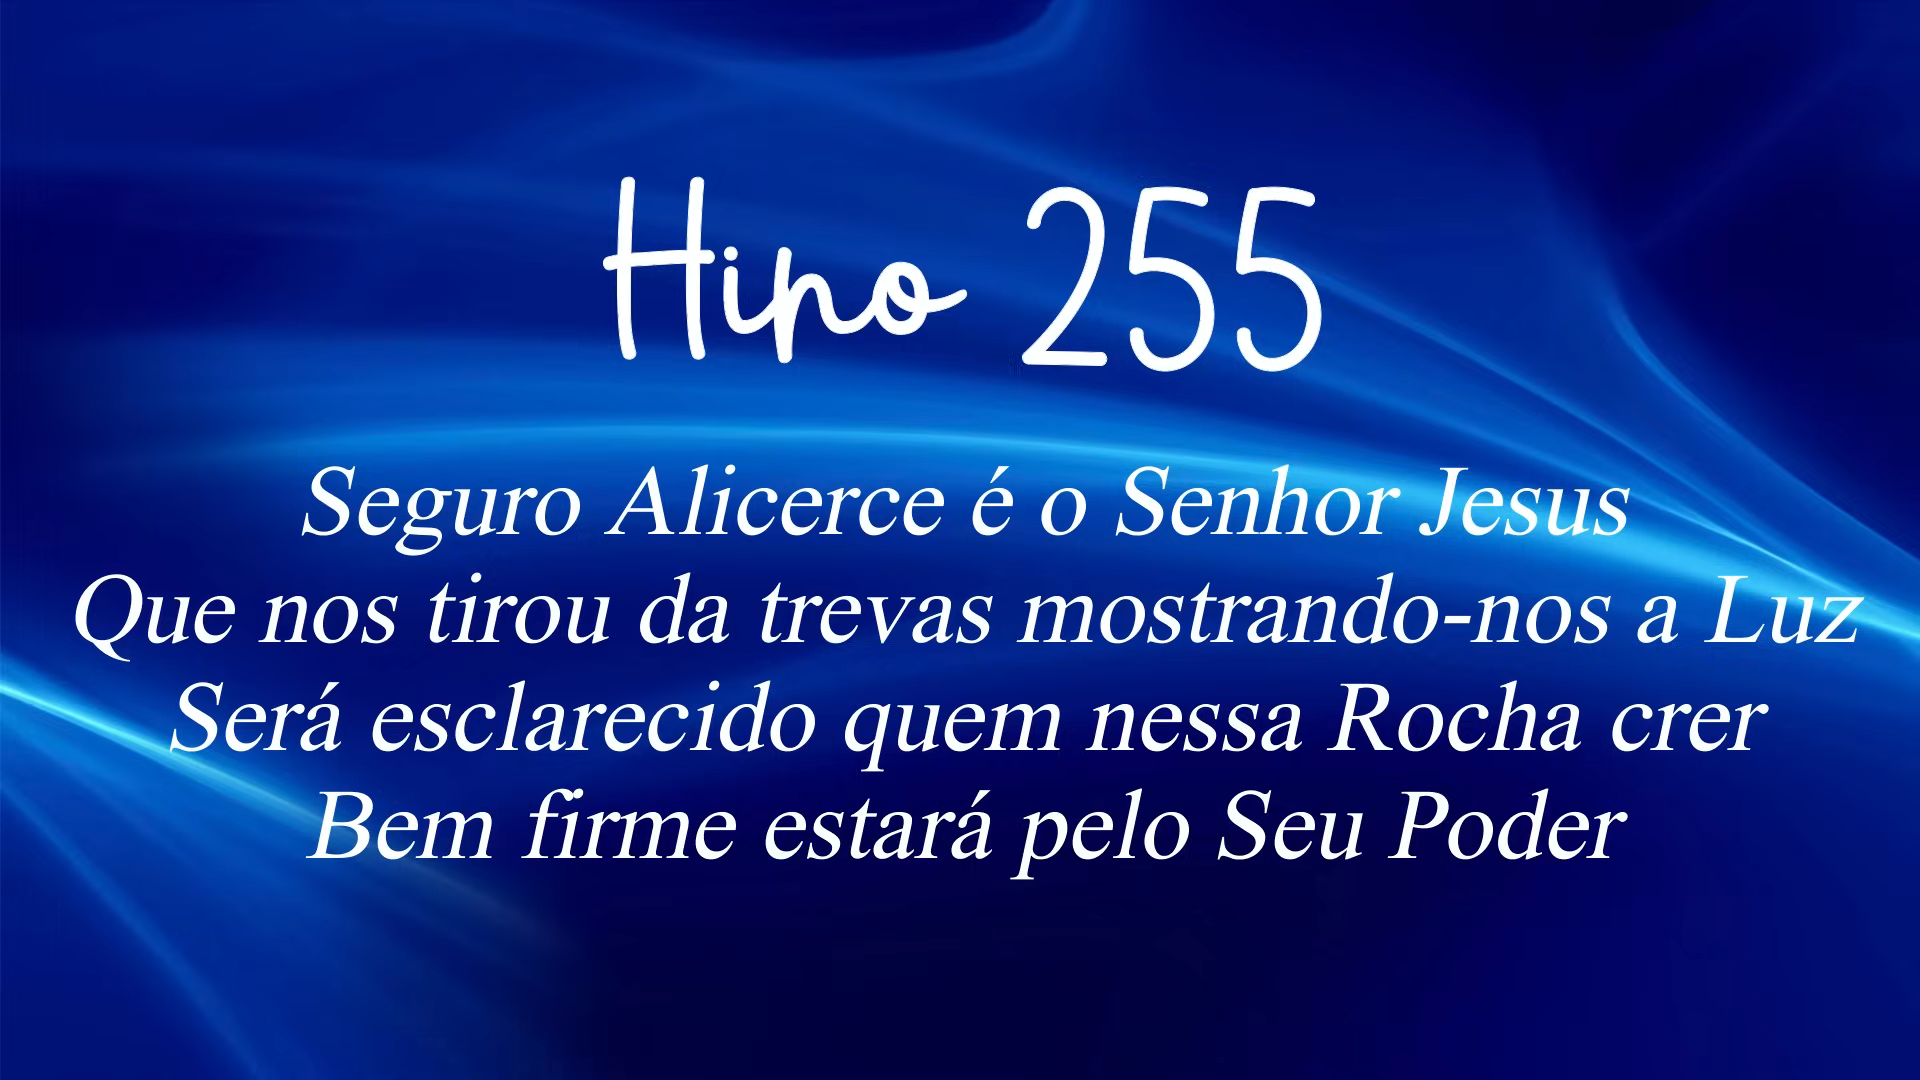 Hino 255
Seguro Alicerce é o Senhor Jesus
Que nos tirou da trevas mostrando-nos a Luz
Será esclarecido quem nessa Rocha crer
Bem firme estará pelo Seu Poder